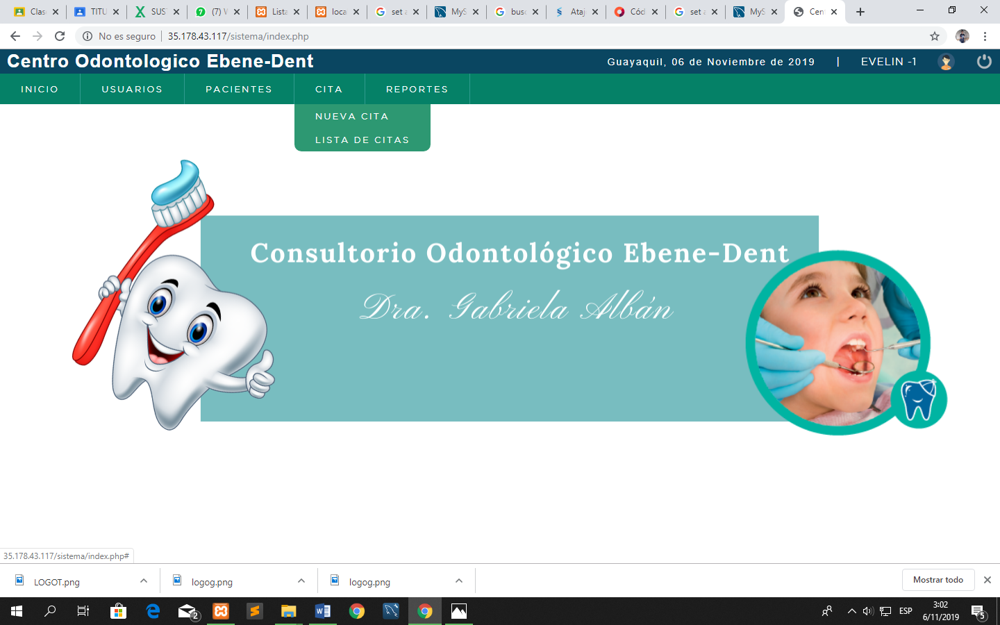 Clas
TITU
SUS
(7) W
Lista
loca
set a
MyS
bus
Ataj
Cód
set a
MyS
Cen
No es seguro
35.178.43.117/sistema/index.php
Centro Odontologico Ebene-Dent
Guayaquil, 06 de Noviembre de 2019 | EVELIN -1
INICIO USUARIOS PACIENTES CITA REPORTES
NUEVA CITA
LISTA DE CITAS
Consultorio Odontológico Ebene-Dent
Dra. Gabriela Albán
35.178.43.117/sistema/index.php#
LOGOT.png logog.png logog.png Mostrar todo
2
ESP
3:02
6/11/2019
5